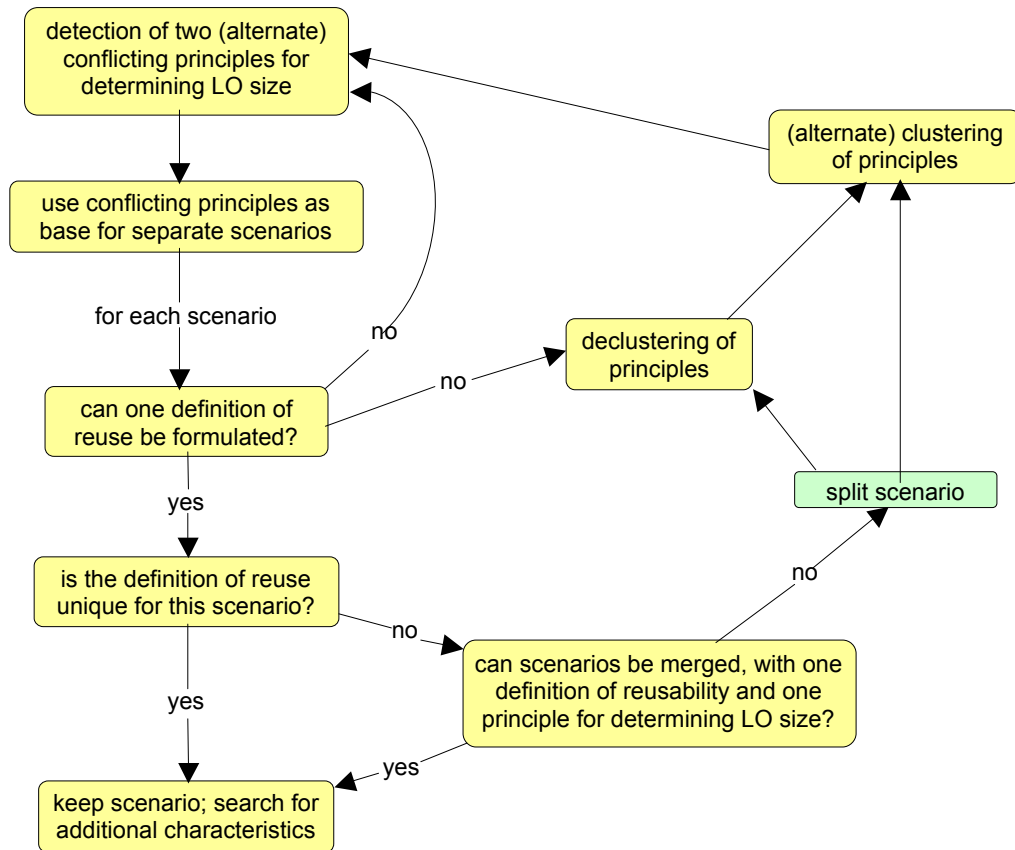 detection of two (alternate)
conflicting principles for
determining LO size
(alternate) clustering
of principles
use conflicting principles as
base for separate scenarios
for each scenario
no
declustering of
principles
no
can one definition of
reuse be formulated?
split scenario
yes
is the definition of reuse
unique for this scenario?
no
no
can scenarios be merged, with one
definition of reusability and one
principle for determining LO size?
yes
yes
keep scenario; search for
additional characteristics